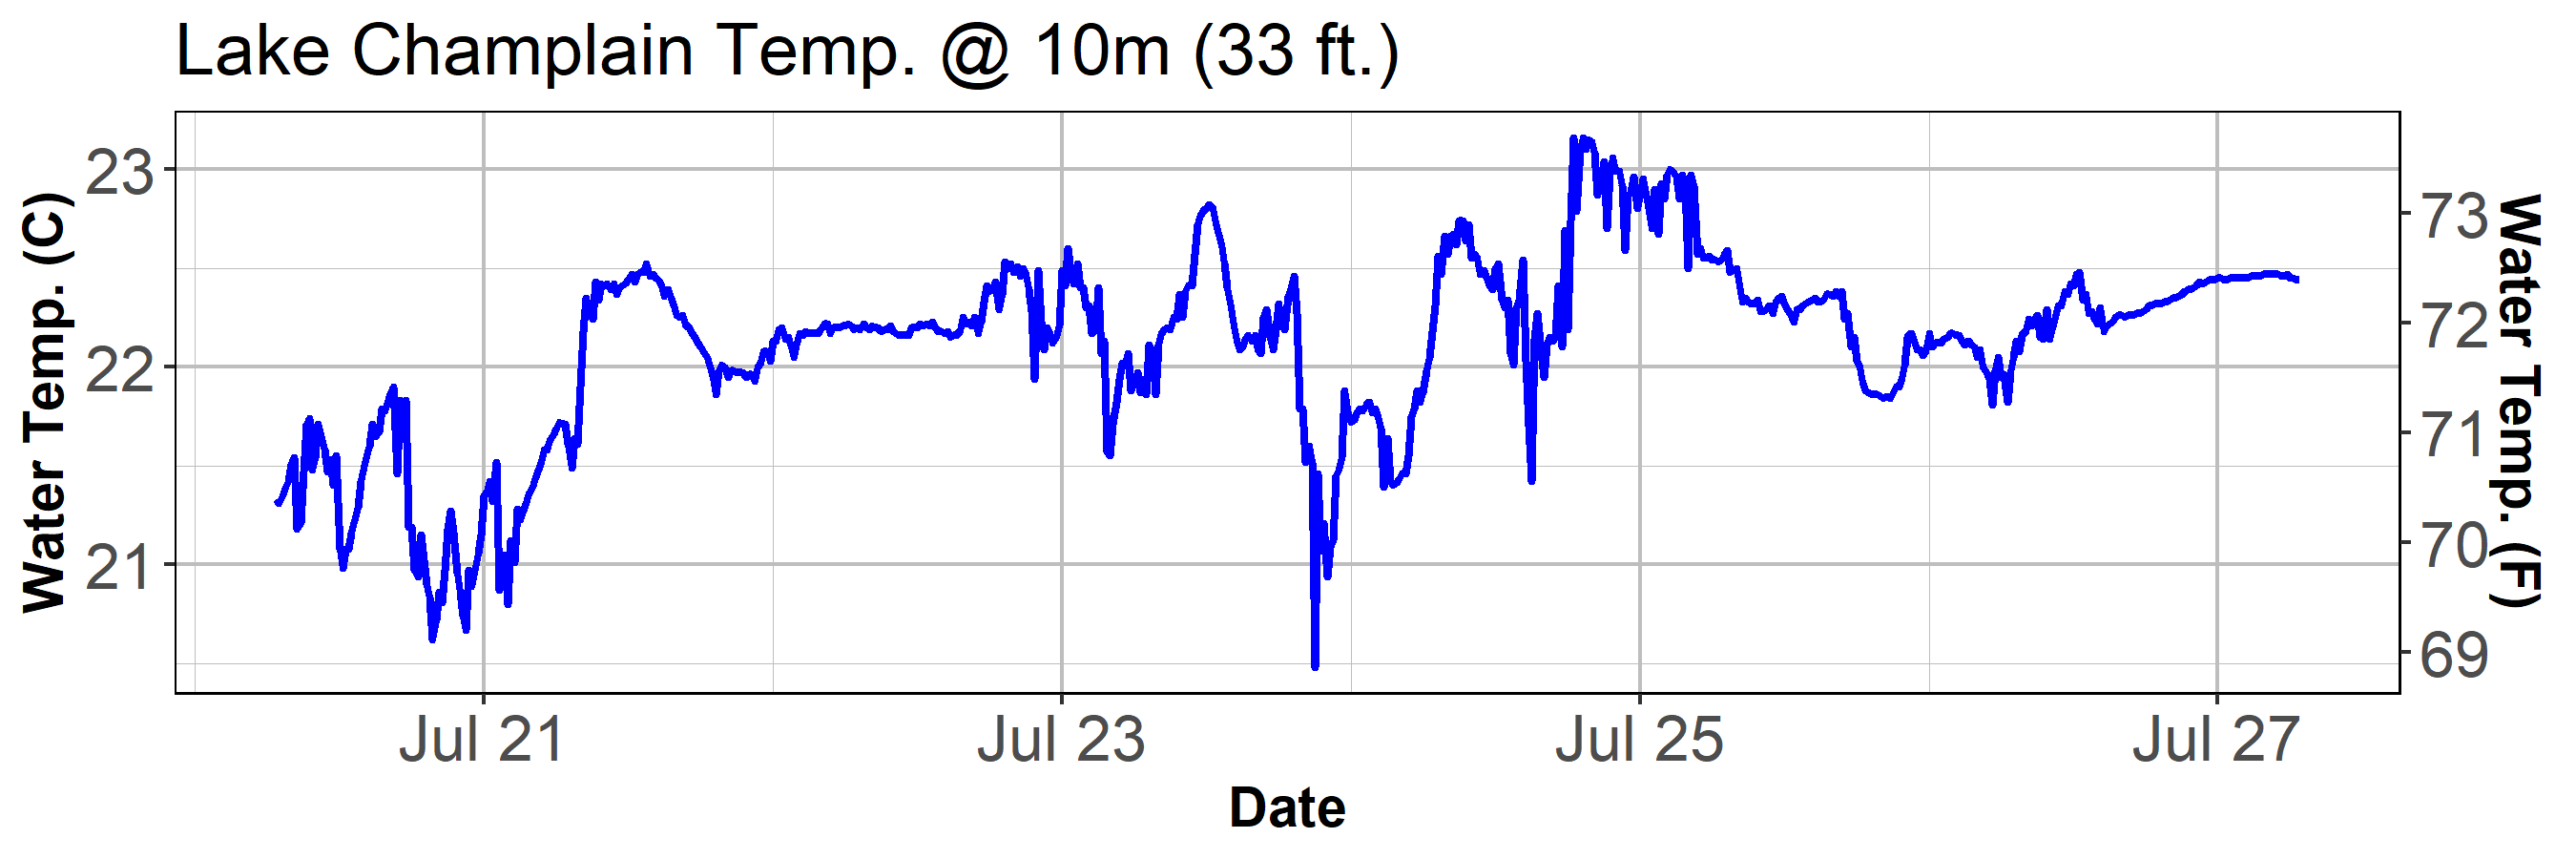 Lake Champlain Temp. @ 10m (33 ft.)
Water Temp. (C)
23
22
21
73
72
71
70
69
Water Temp. (F)
Jul 21
Jul 23
Jul 25
Jul 27
Date